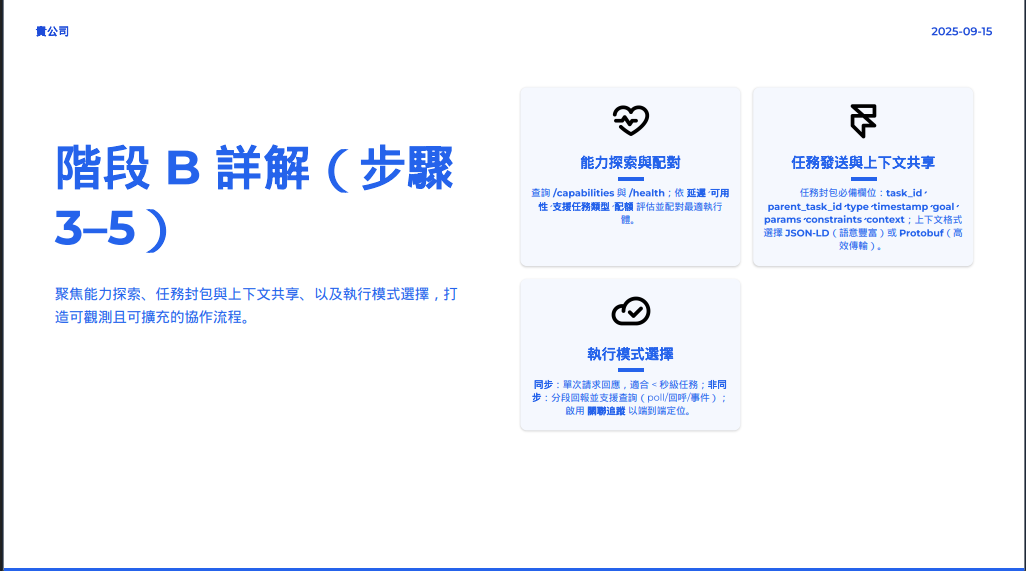 貴公司
2025-09-15
階段 B 詳解（步驟
3–5）
聚焦能力探索、任務封包與上下文共享、以及執行模式選擇，打
造可觀測且可擴充的協作流程。
能力探索與配對
查詢 /capabilities 與 /health；依 延遲·可用
性·支援任務類型·配額 評估並配對最適執行
體。
任務發送與上下文共享
任務封包必備欄位：task_id·
parent_task_id·type·timestamp·goal·
params·constraints·context；上下文格式
選擇 JSON-LD（語意豐富）或 Protobuf（高
效傳輸）。
執行模式選擇
同步：單次請求回應，適合 < 秒級任務；非同
步：分段回報並支援查詢（poll/回呼/事件）；
啟用 關聯追蹤 以端到端定位。